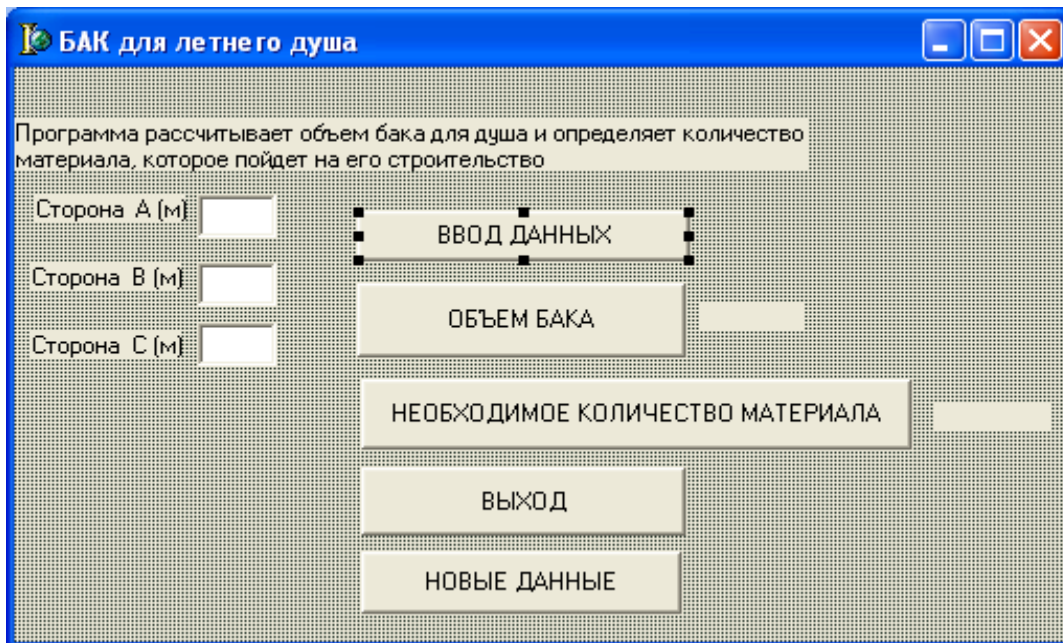 БАК для летнего душа
Программа рассчитывает объем бака для душа и определяет количество
материала, которое пойдет на его строительство
Сторона А (м)
ВВОД ДАННЫХ
Сторона В (м)
ОБЪЕМ БАКА
Сторона С (м)
НЕОБХОДИМОЕ КОЛИЧЕСТВО МАТЕРИАЛА
ВЫХОД
НОВЫЕ ДАННЫЕ